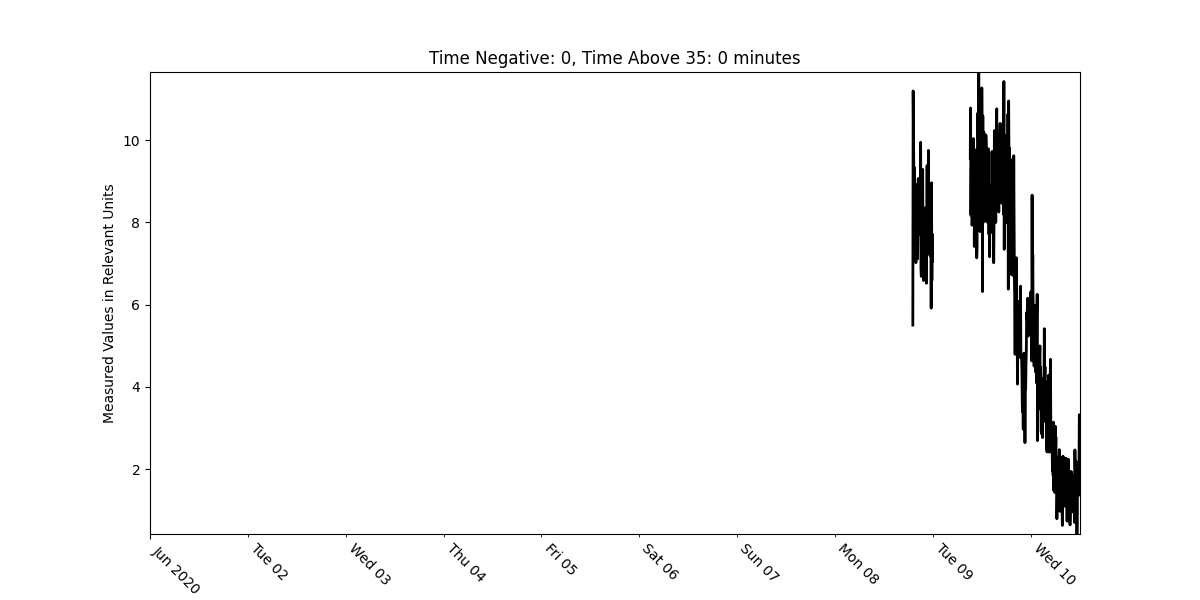 Time Negative: 0, Time Above 35: 0 minutes
Measured Values in Relevant Units
10
8
6
4
2
Jun 2020
Tue 02
Wed 03
Thu 04
Fri 05
Sat 06
Sun 07
Mon 08
Tue 09
Wed 10